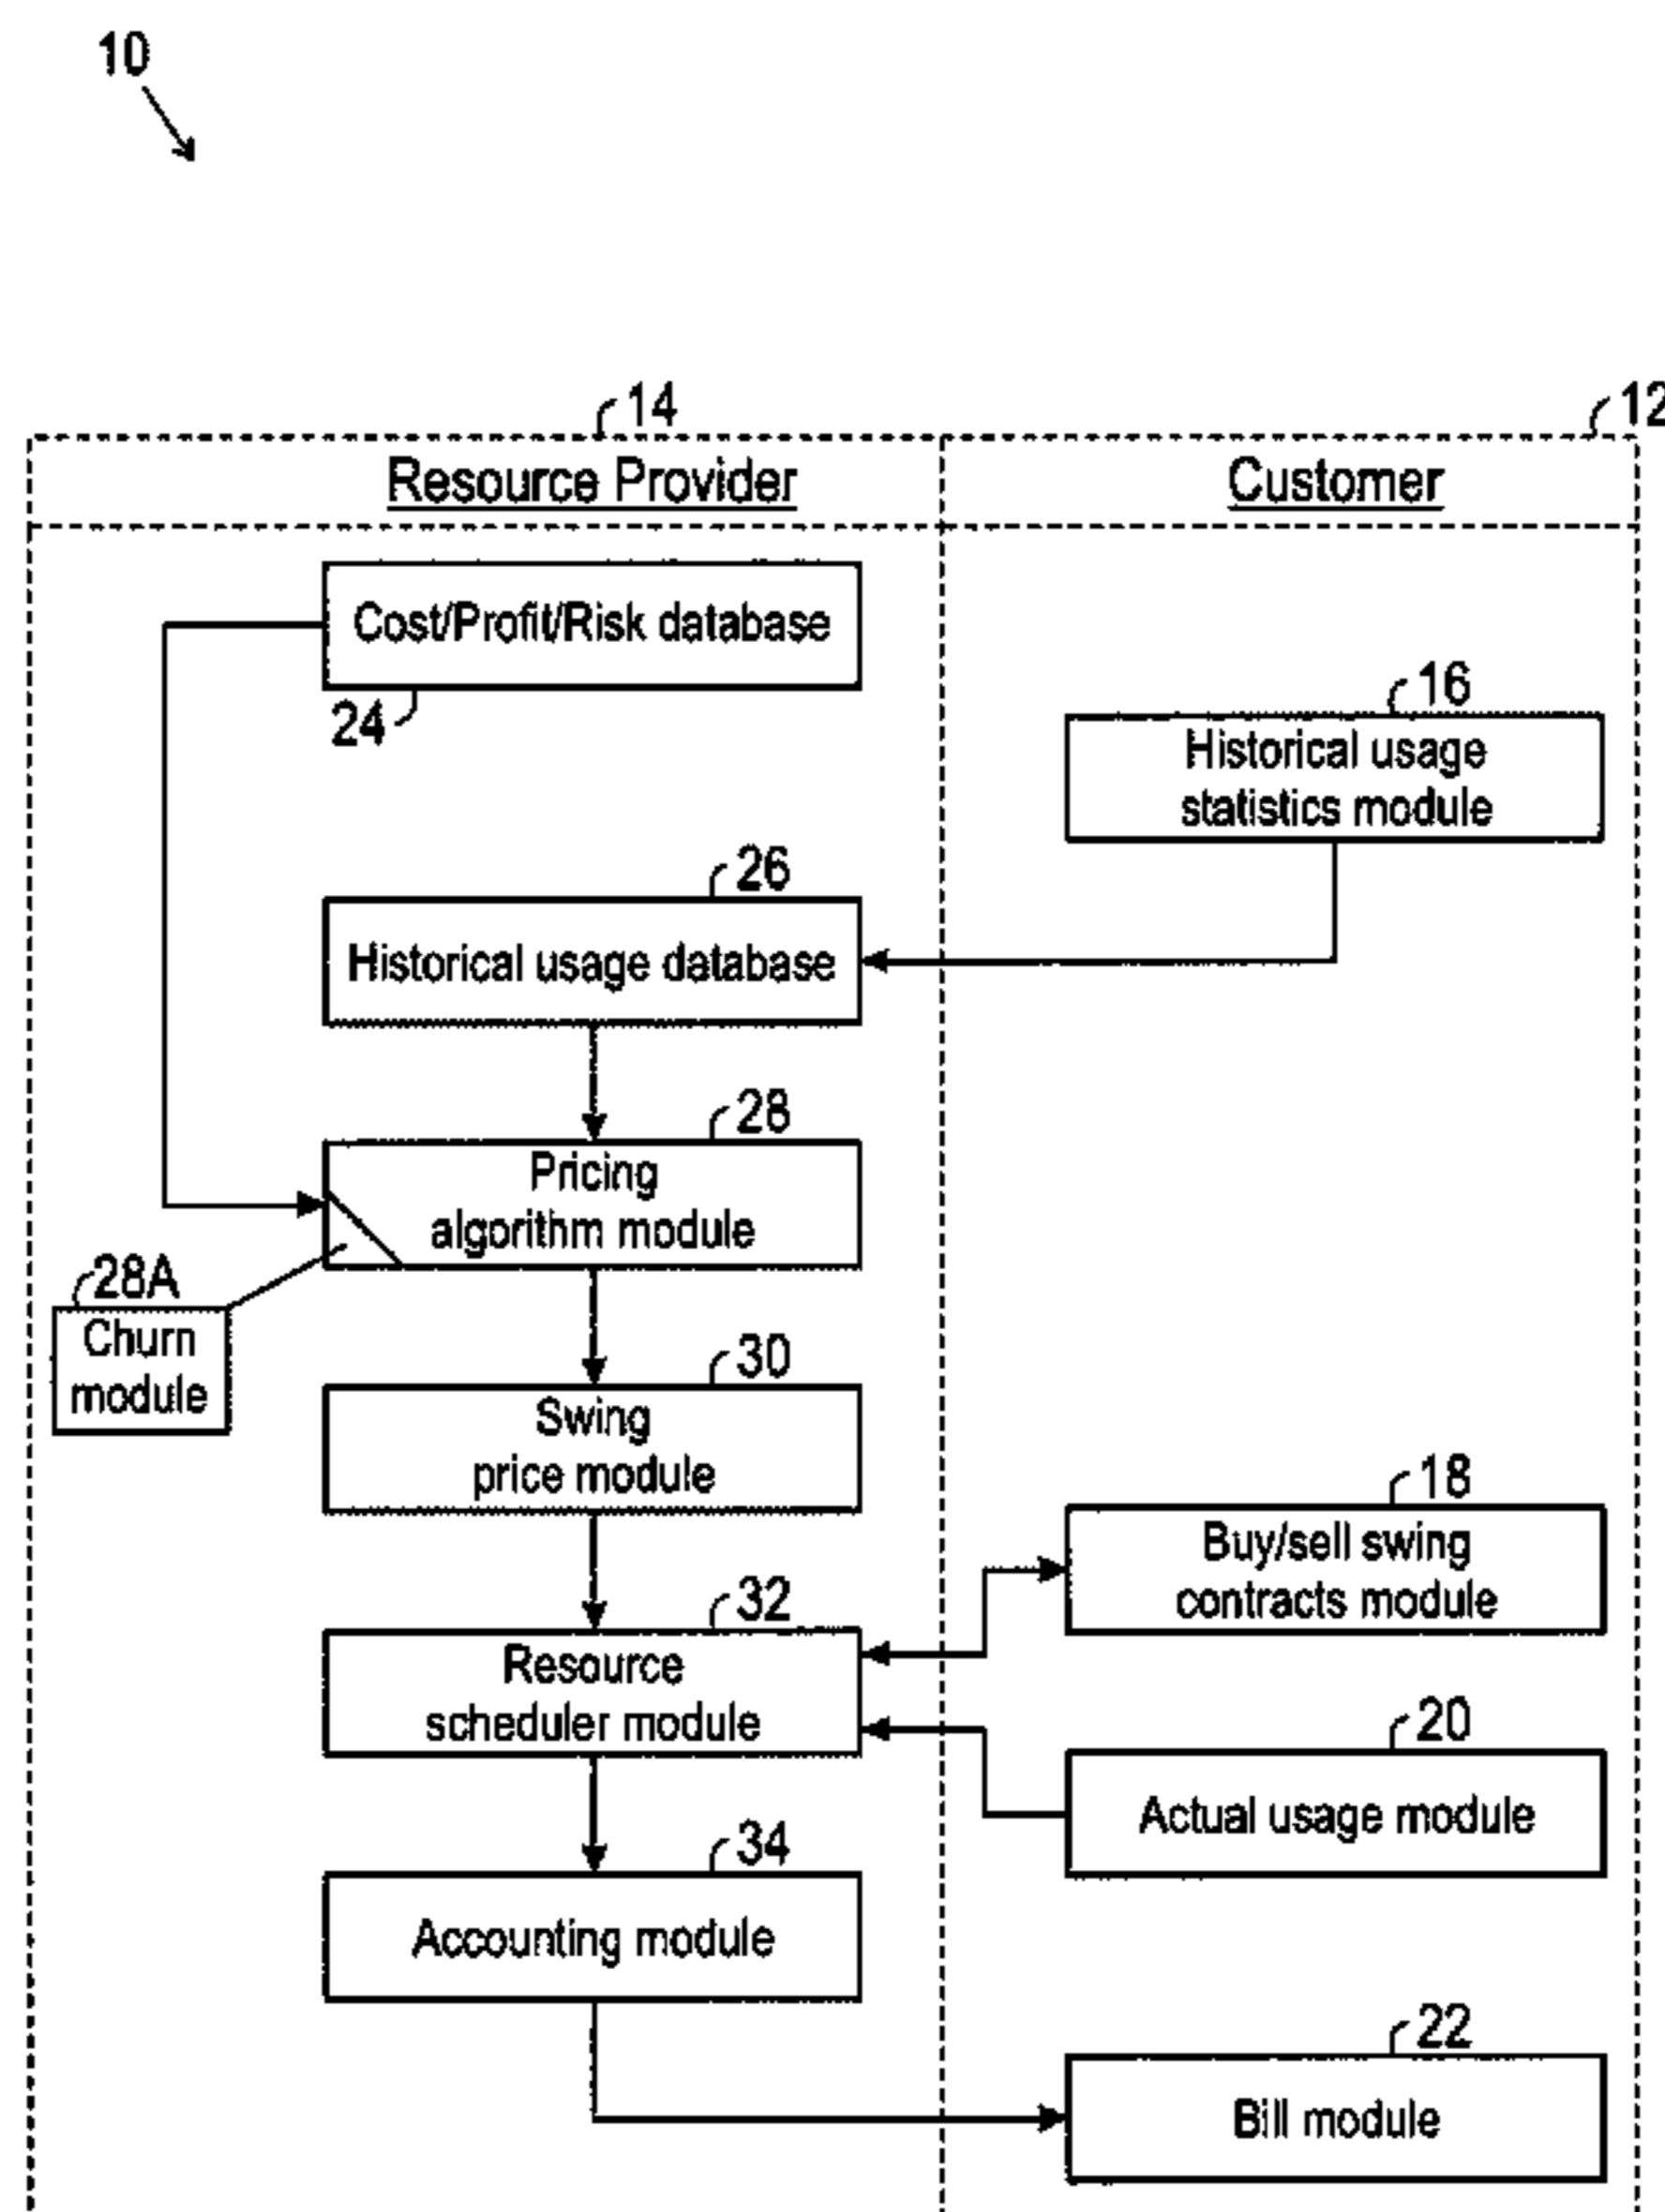 10
14
12
Resource Provider
Customer
Cost/Profit/Risk database
24
16
Historical usage
statistics module
26
Historical usage database
28
Pricing
algorithm module
28A
Churn
module
30
Swing
price module
18
Buy/sell swing
contracts module
32
Resource
scheduler module
20
Actual usage module
34
Accounting module
22
Bill module